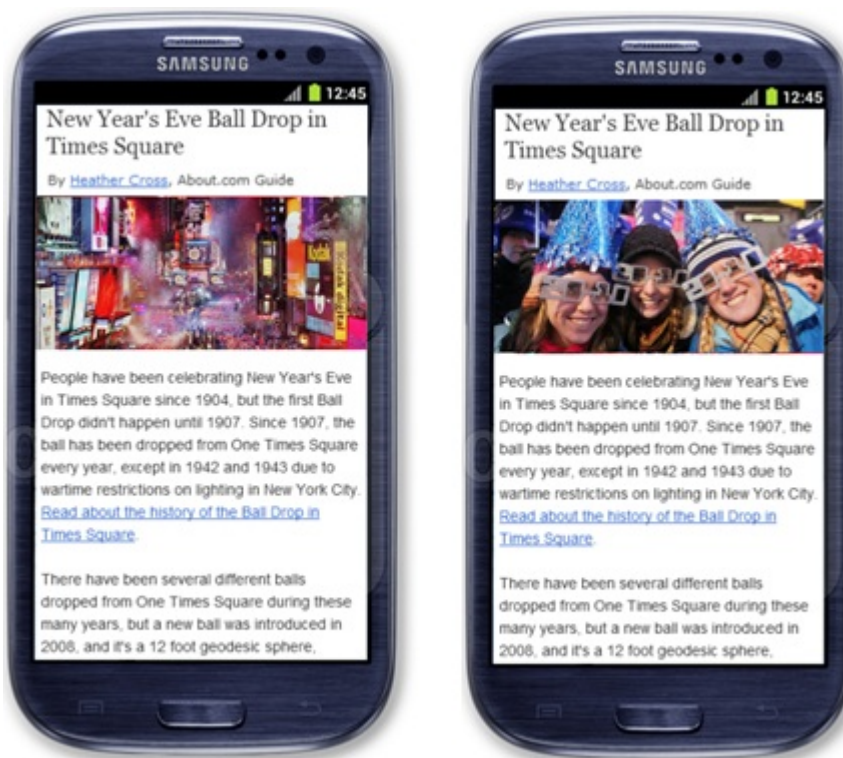 SAMSUNG
12:45
New Year's Eve Ball Drop in
Times Square
By Heather Cross, About.com Guide
Kodak
Kodak digital
People have been celebrating New Year's Eve
in Times Square since 1904, but the first Ball
Drop didn't happen until 1907. Since 1907, the
ball has been dropped from One Times Square
every year, except in 1942 and 1943 due to
wartime restrictions on lighting in New York City.
Read about the history of the Ball Drop in
Times Square.
There have been several different balls
dropped from One Times Square during these
many years, but a new ball was introduced in
2008, and it's a 12 foot geodesic sphere,
SAMSUNG
12:45
New Year's Eve Ball Drop in
Times Square
By Heather Cross, About.com Guide
People have been celebrating New Year's Eve
in Times Square since 1904, but the first Ball
Drop didn't happen until 1907. Since 1907, the
ball has been dropped from One Times Square
every year, except in 1942 and 1943 due to
wartime restrictions on lighting in New York City.
Read about the history of the Ball Drop in
Times Square.
There have been several different balls
dropped from One Times Square during these
many years, but a new ball was introduced in
2008, and it's a 12 foot geodesic sphere,